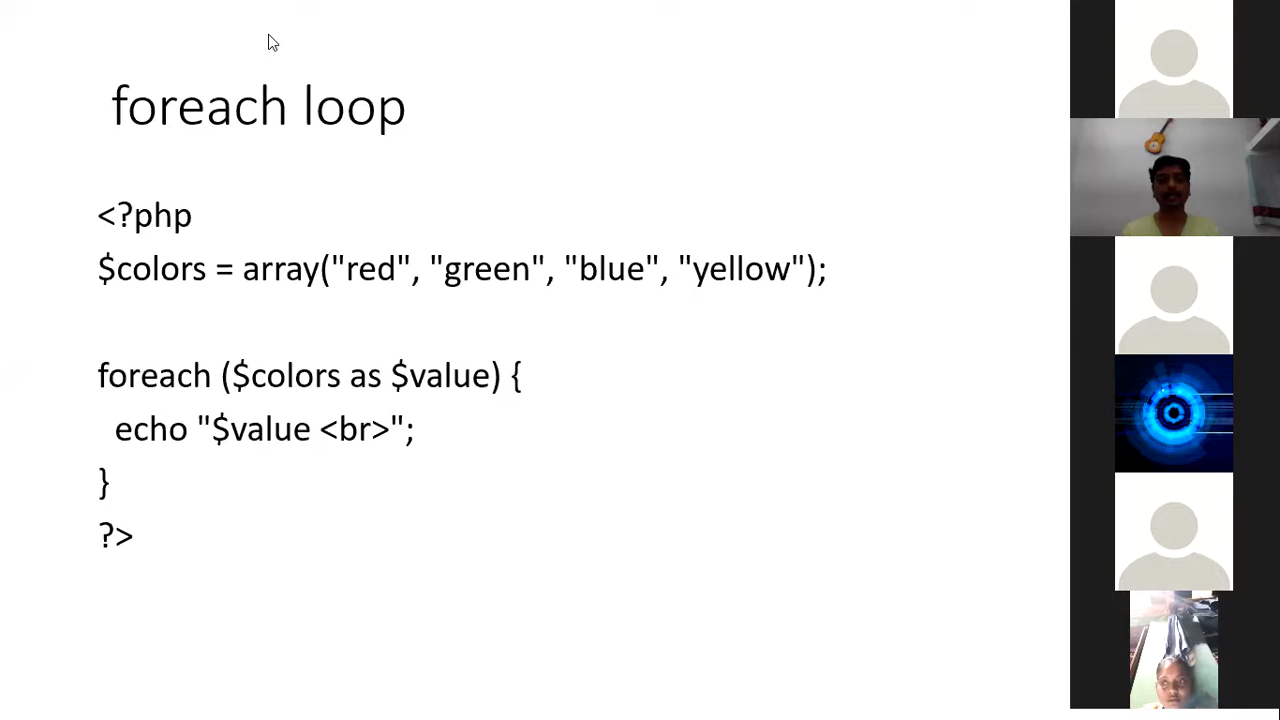 foreach loop
<?php
$colors = array("red", "green", "blue", "yellow");
foreach ($colors as $value) {
echo "$value <br>";
}
?>